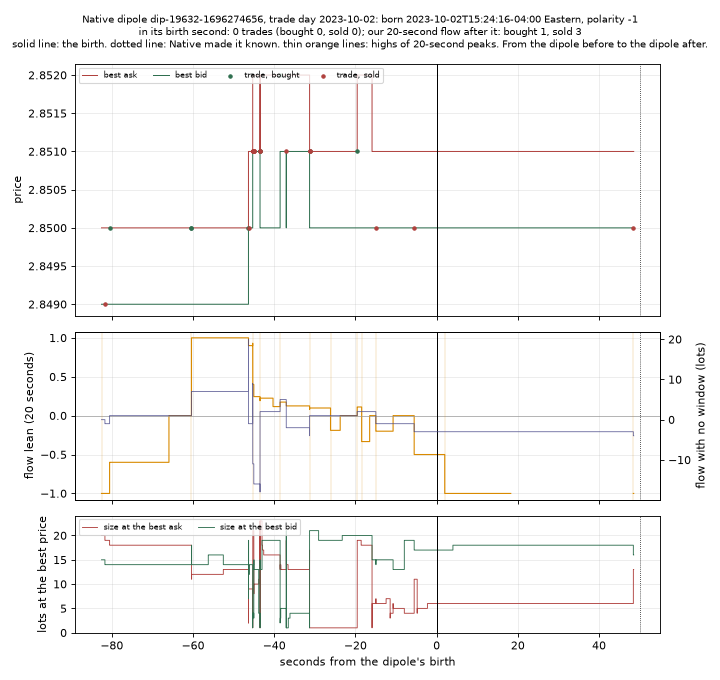 Native dipole dip-19632-1696274656, trade day 2023-10-02: born 2023-10-02T15:24:16-04:00 Eastern, polarity -1
in its birth second: 0 trades (bought 0, sold 0); our 20-second flow after it: bought 1, sold 3
solid line: the birth. dotted line: Native made it known. thin orange lines: highs of 20-second peaks. From the dipole before to the dipole after.
best ask
best bid
trade, bought
trade, sold
2.8520
2.8515
2.8510
2.8505
2.8500
2.8495
2.8490
price
1.0
0.5
0.0
−0.5
−1.0
flow lean (20 seconds)
20
10
0
−10
flow with no window (lots)
size at the best ask
size at the best bid
20
15
10
5
0
lots at the best price
−80
−60
−40
−20
0
20
40
seconds from the dipole's birth